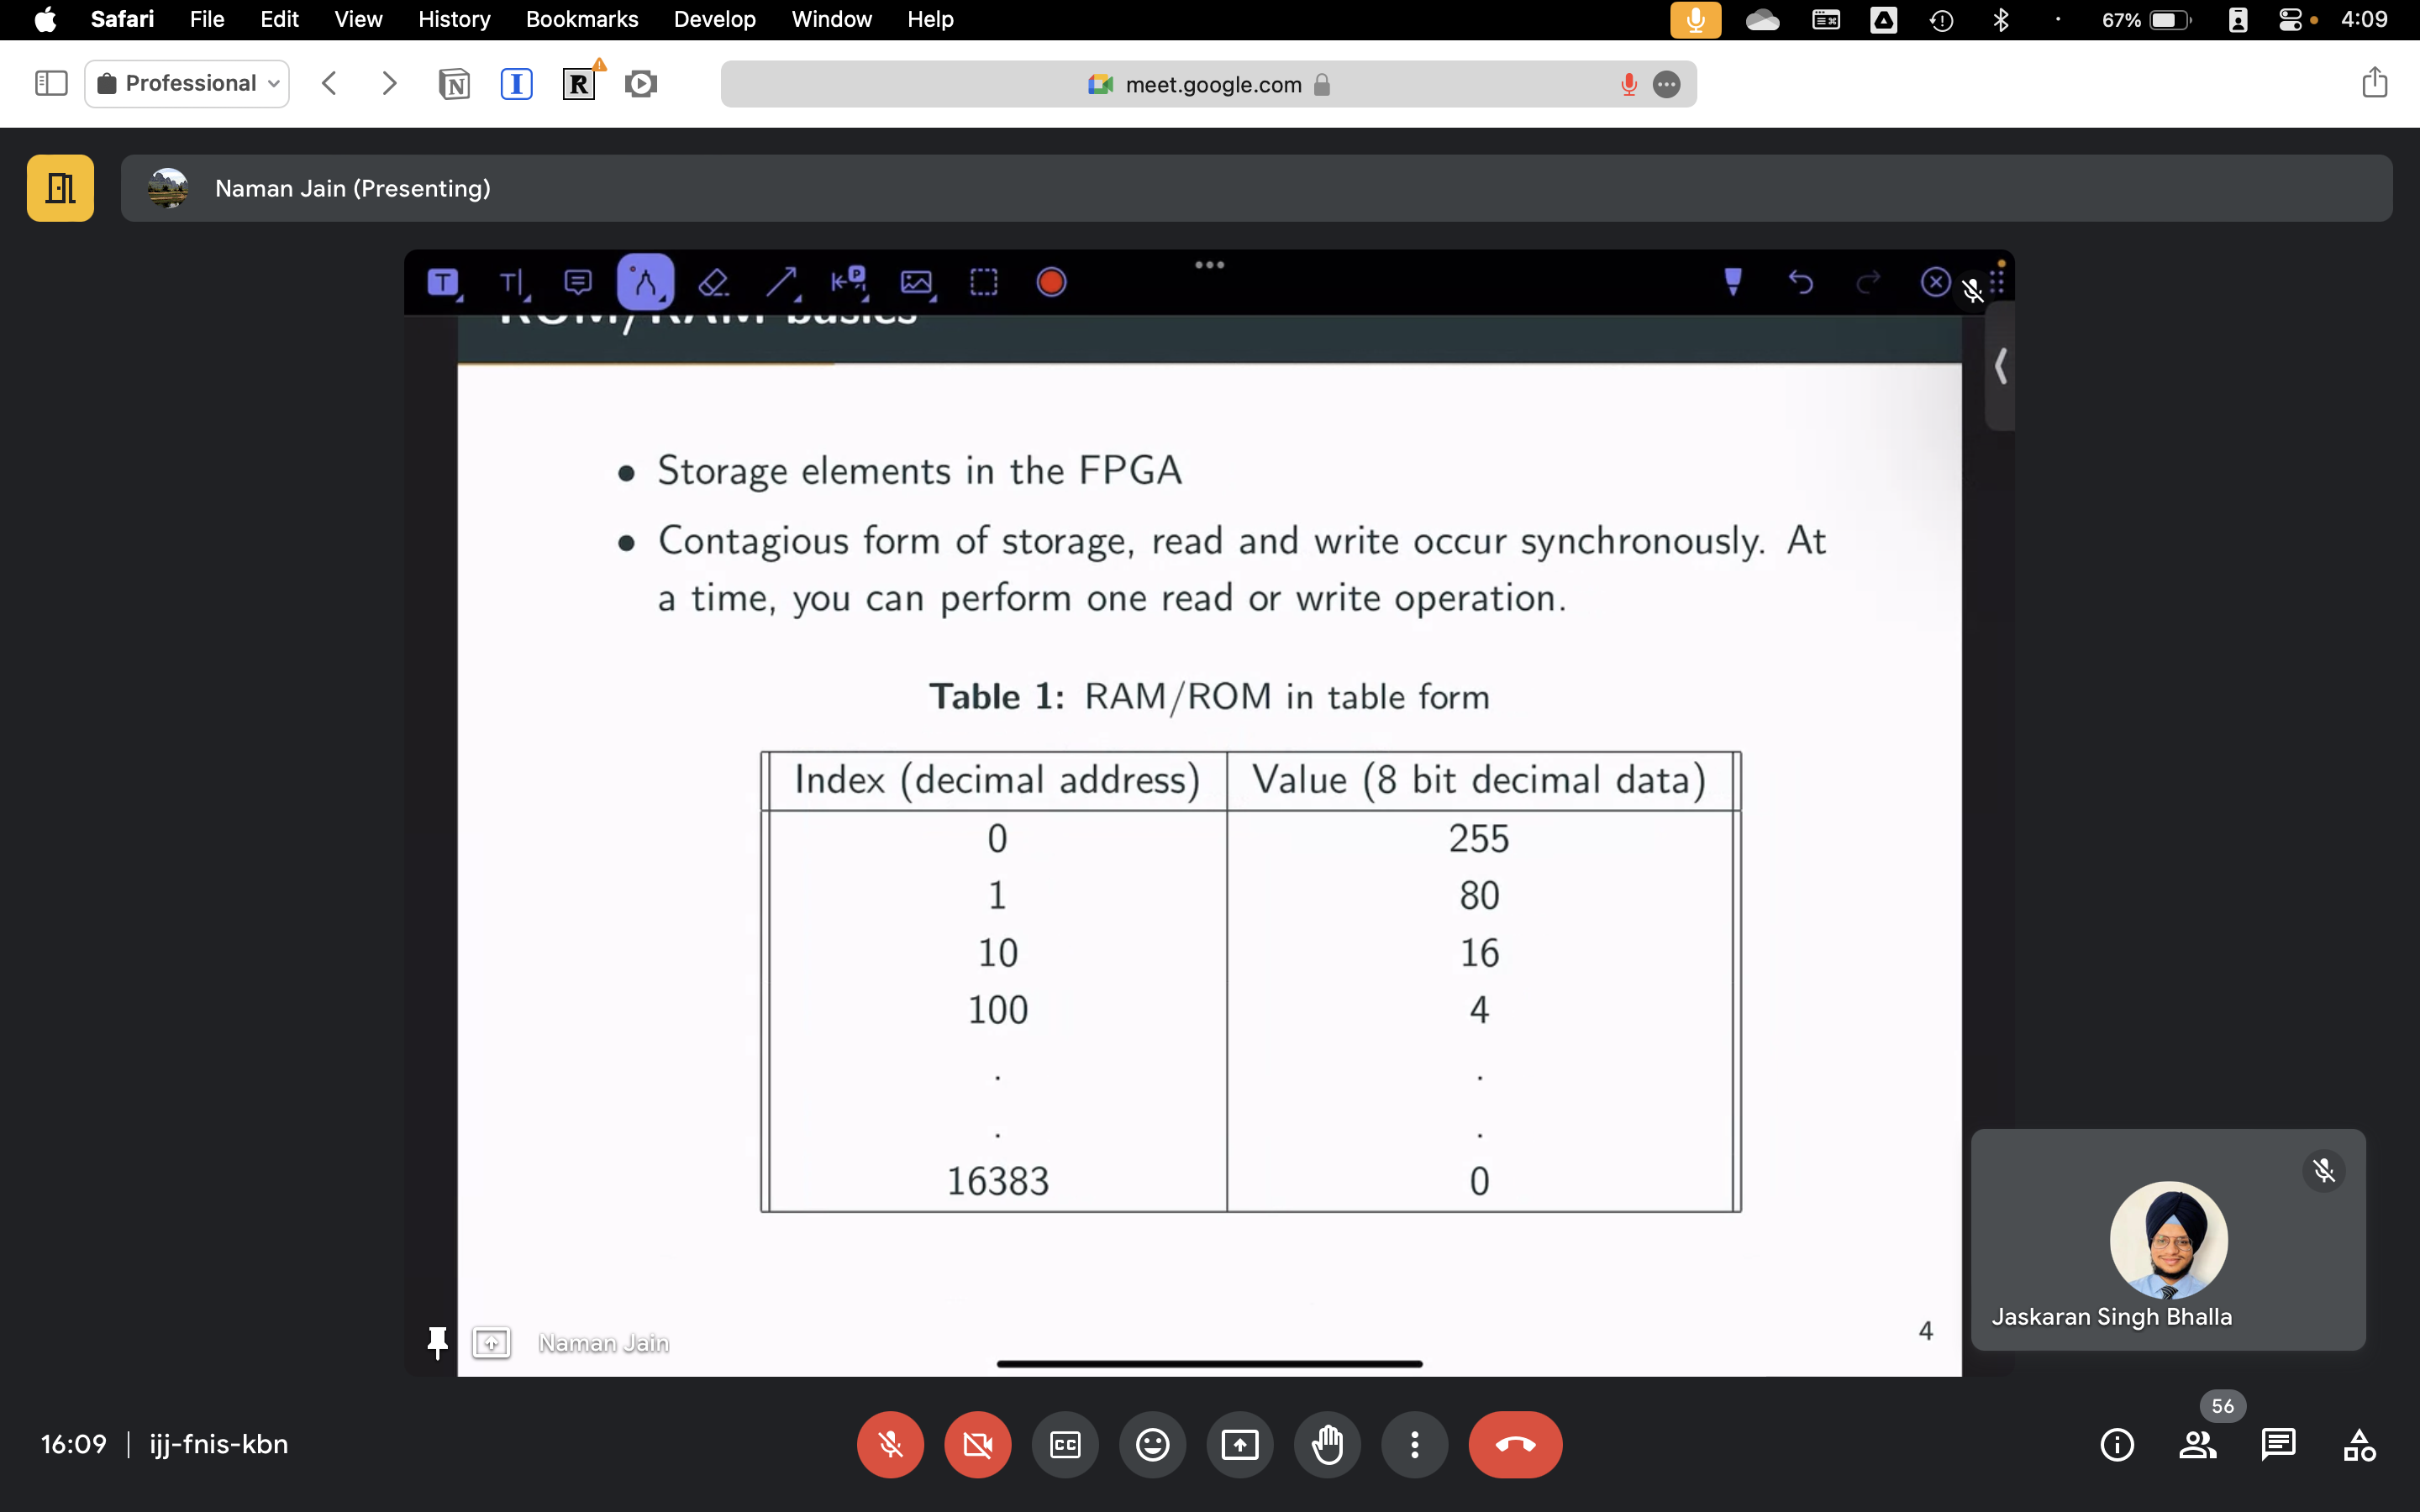 Safari File Edit View History Bookmarks Develop Window Help 67% 4:09
Professional meet.google.com
Naman Jain (Presenting)
ROM/RAM basics
• Storage elements in the FPGA
• Contagious form of storage, read and write occur synchronously. At
a time, you can perform one read or write operation.
Table 1: RAM/ROM in table form
Index (decimal address) Value (8 bit decimal data)
0 255
1 80
10 16
100 4
. .
. .
16383 0
Jaskaran Singh Bhalla
Naman Jain
4
56
16:09 | ijj-fnis-kbn
CC